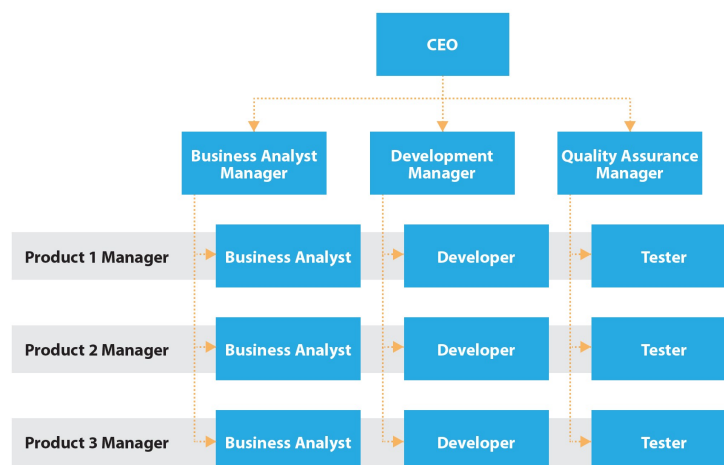 CEO
Business Analyst
Manager
Development
Manager
Quality Assurance
Manager
Product 1 Manager
Business Analyst
Developer
Tester
Product 2 Manager
Business Analyst
Developer
Tester
Product 3 Manager
Business Analyst
Developer
Tester